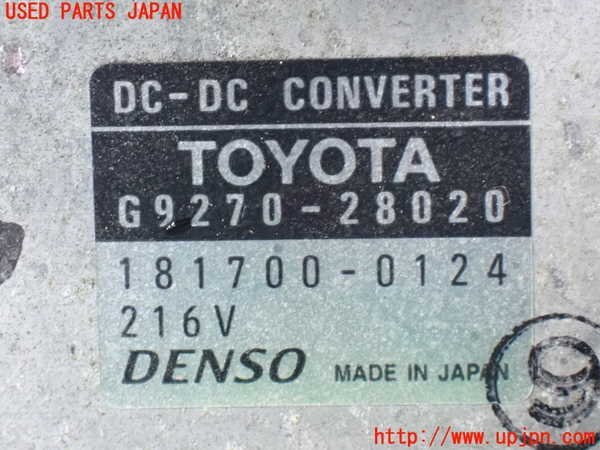 USED PARTS JAPAN
DC-DC CONVERTER
TOYOTA
G9270-28020
181700-0124
216V
DENSO MADE IN JAPAN
http://www.upjpn.com